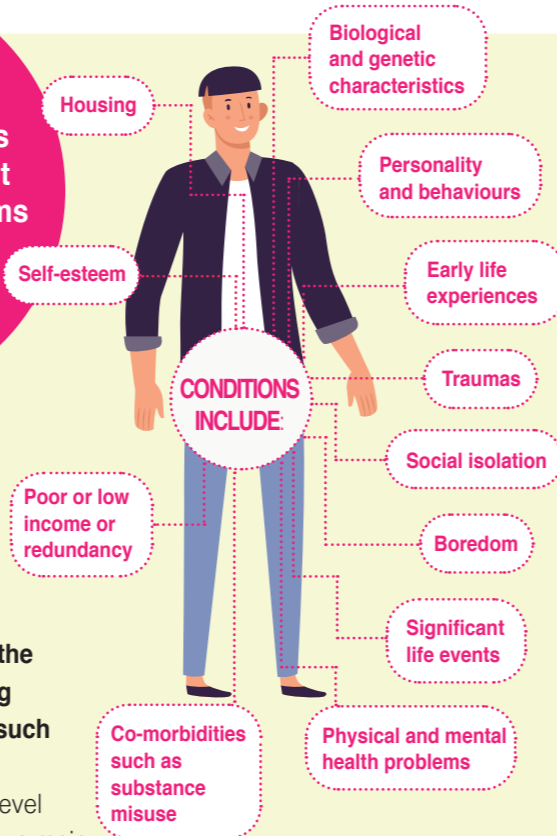 Biological
and genetic
characteristics
Housing
Personality
and behaviours
Self-esteem
Early life
experiences
CONDITIONS
INCLUDE:
Traumas
Social isolation
Poor or low
income or
redundancy
Boredom
Significant
life events
the
such
Co-morbidities
such as
substance
misuse
Physical and mental
health problems